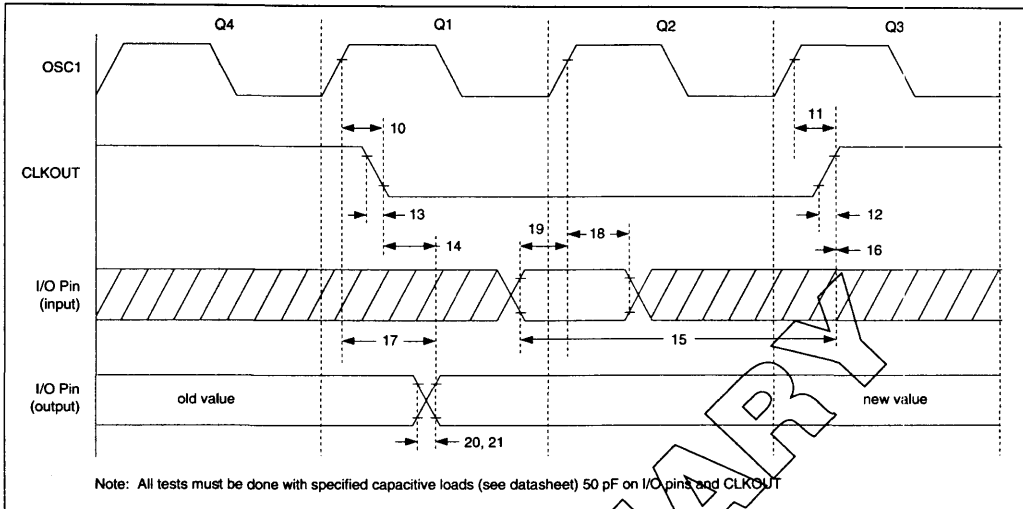 Q4 Q1 Q2 Q3
OSC1
10
11
CLKOUT
13
12
19
18
14
16
I/O Pin
(input)
17
15
I/O Pin
(output)
old value
new value
20, 21
Note: All tests must be done with specified capacitive loads (see datasheet) 50 pF on I/O pins and CLKOUT
ARY